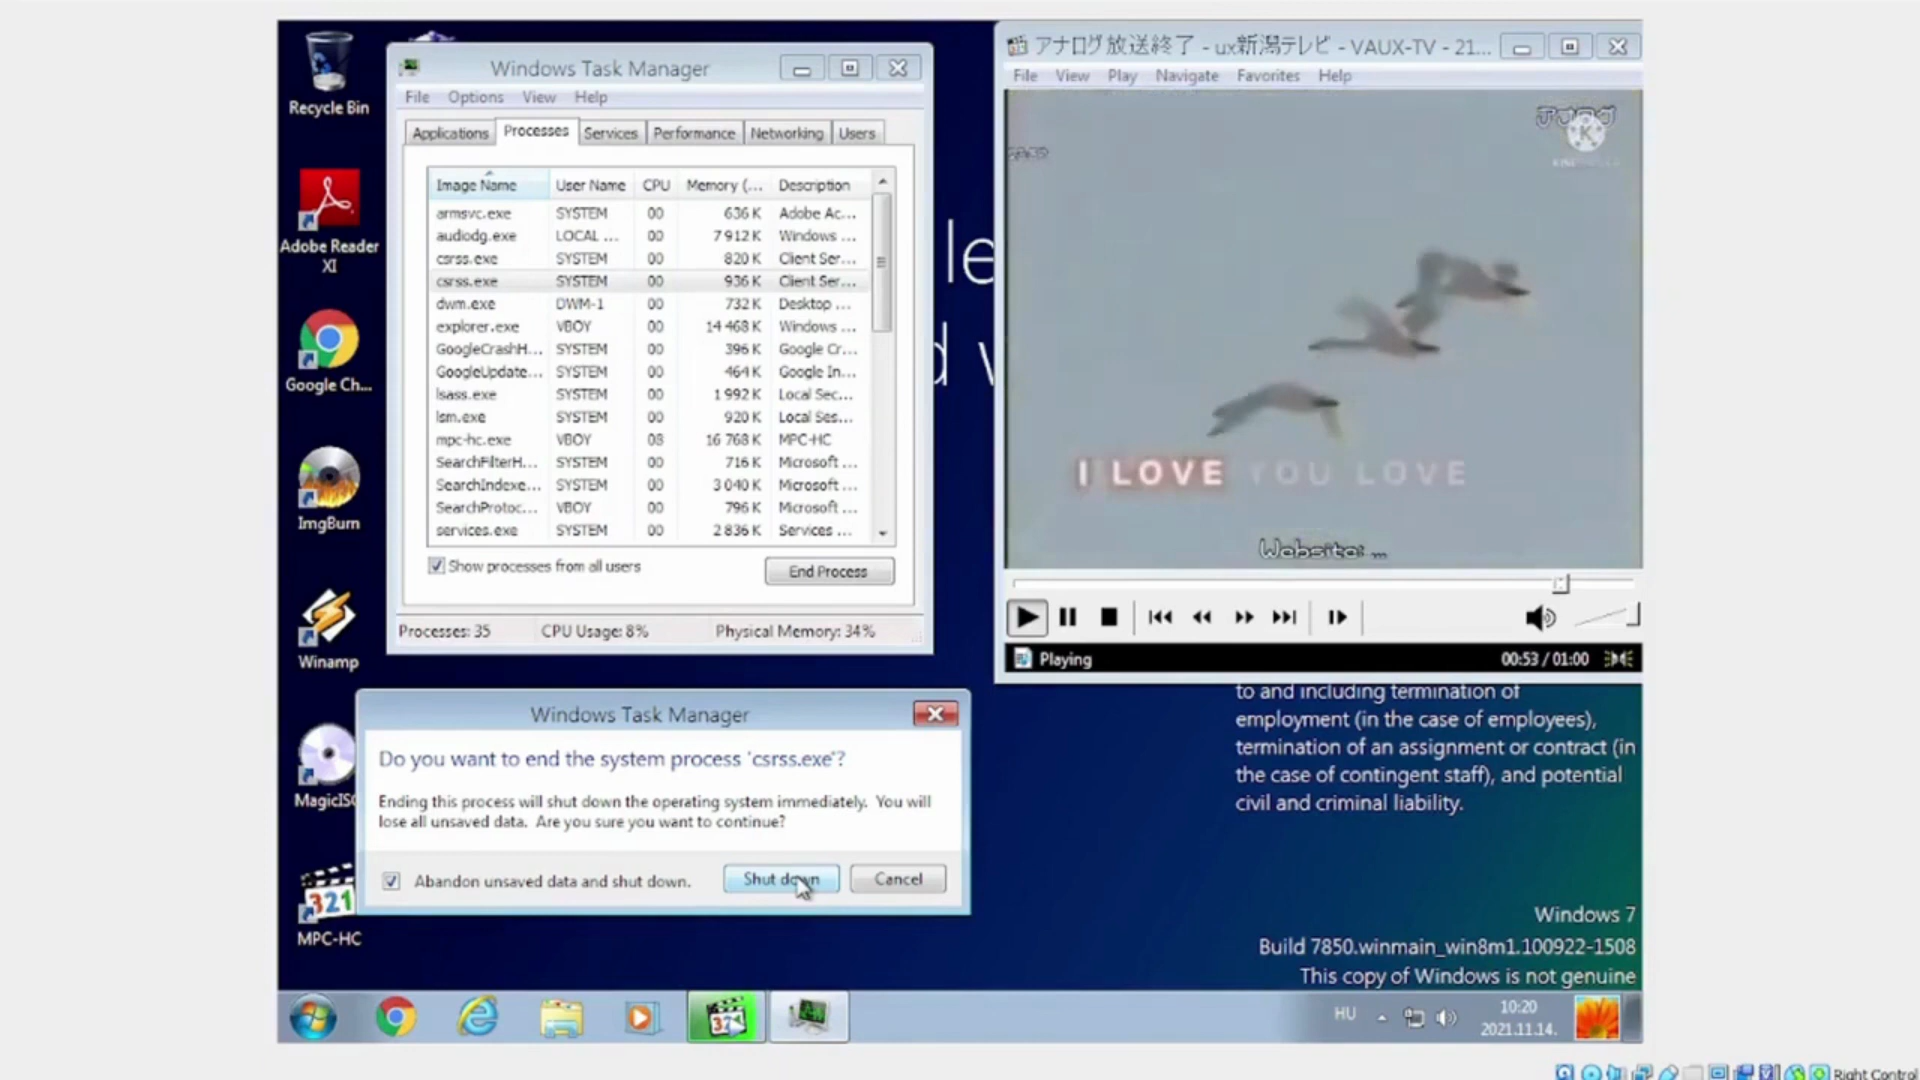 Recycle Bin
Adobe Reader
XI
Google Ch...
ImgBurn
Winamp
MagicISO
321
MPC-HC
Windows Task Manager
File Options View Help
Applications Processes Services Performance Networking Users
Image Name User Name CPU Memory (... Description
armsvc.exe SYSTEM 00 636 K Adobe Ac...
audiodg.exe LOCAL ... 00 7 912 K Windows ...
csrss.exe SYSTEM 00 820 K Client Ser...
csrss.exe SYSTEM 00 936 K Client Ser...
dwm.exe DWM-1 00 732 K Desktop ...
explorer.exe VBOY 00 14 468 K Windows ...
GoogleCrashH... SYSTEM 00 396 K Google Cr...
GoogleUpdate... SYSTEM 00 464 K Google In...
lsass.exe SYSTEM 00 1 992 K Local Sec...
lsm.exe SYSTEM 00 920 K Local Ses...
mpc-hc.exe VBOY 08 16 768 K MPC-HC
SearchFilterH... SYSTEM 00 716 K Microsoft ...
SearchIndexe... SYSTEM 00 3 040 K Microsoft ...
SearchProtoc... VBOY 00 796 K Microsoft ...
services.exe SYSTEM 00 2 836 K Services ...
Show processes from all users End Process
Processes: 35 CPU Usage: 8% Physical Memory: 34%
le
d w
アナログ放送終了 - ux新潟テレビ - VAUX-TV - 21...
File View Play Navigate Favorites Help
アナログ
K
I LOVE YOU LOVE
Website: ...
Playing 00:53 / 01:00
to and including termination of
employment (in the case of employees),
termination of an assignment or contract (in
the case of contingent staff), and potential
civil and criminal liability.
Windows Task Manager
Do you want to end the system process 'csrss.exe'?
Ending this process will shut down the operating system immediately. You will
lose all unsaved data. Are you sure you want to continue?
Abandon unsaved data and shut down. Shut down Cancel
Windows 7
Build 7850.winmain_win8m1.100922-1508
This copy of Windows is not genuine
HU 10:20
2021.11.14.
Right Control